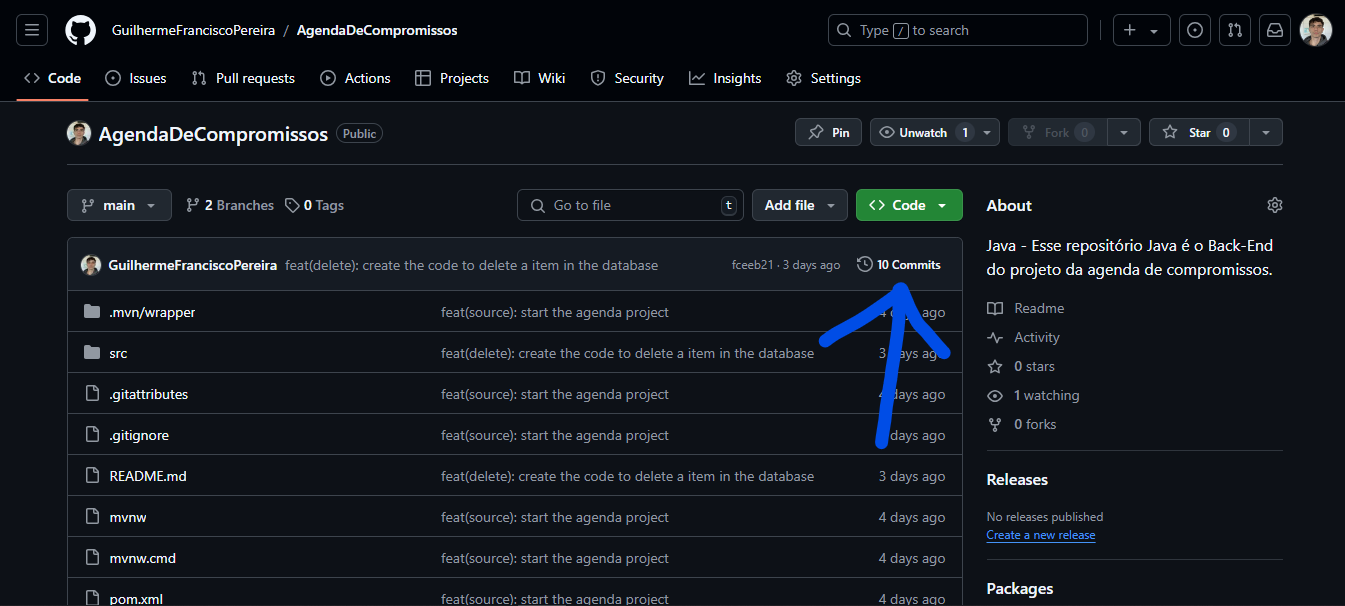 GuilhermeFranciscoPereira / AgendaDeCompromissos
Type / to search
Code Issues Pull requests Actions Projects Wiki Security Insights Settings
AgendaDeCompromissos Public
Pin Unwatch 1 Fork 0 Star 0
main 2 Branches 0 Tags Go to file t Add file Code
GuilhermeFranciscoPereira feat(delete): create the code to delete a item in the database fceeb21 · 3 days ago 10 Commits
.mvn/wrapper feat(source): start the agenda project 4 days ago
src feat(delete): create the code to delete a item in the database 3 days ago
.gitattributes feat(source): start the agenda project 4 days ago
.gitignore feat(source): start the agenda project days ago
README.md feat(delete): create the code to delete a item in the database 3 days ago
mvnw feat(source): start the agenda project 4 days ago
mvnw.cmd feat(source): start the agenda project 4 days ago
pom.xml feat(source): start the agenda project 4 days ago
About
Java - Esse repositório Java é o Back-End
do projeto da agenda de compromissos.
Readme
Activity
0 stars
1 watching
0 forks
Releases
No releases published
Create a new release
Packages